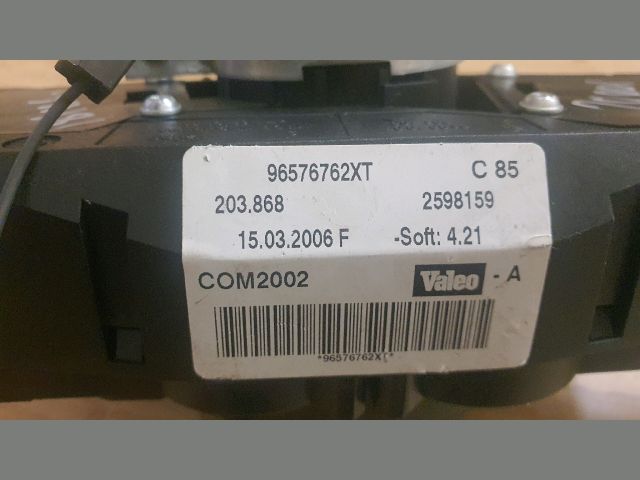 96576762XT C 85
203.868 2598159
15.03.2006 F -Soft: 4.21
COM2002 Valeo - A
*96576762XT*